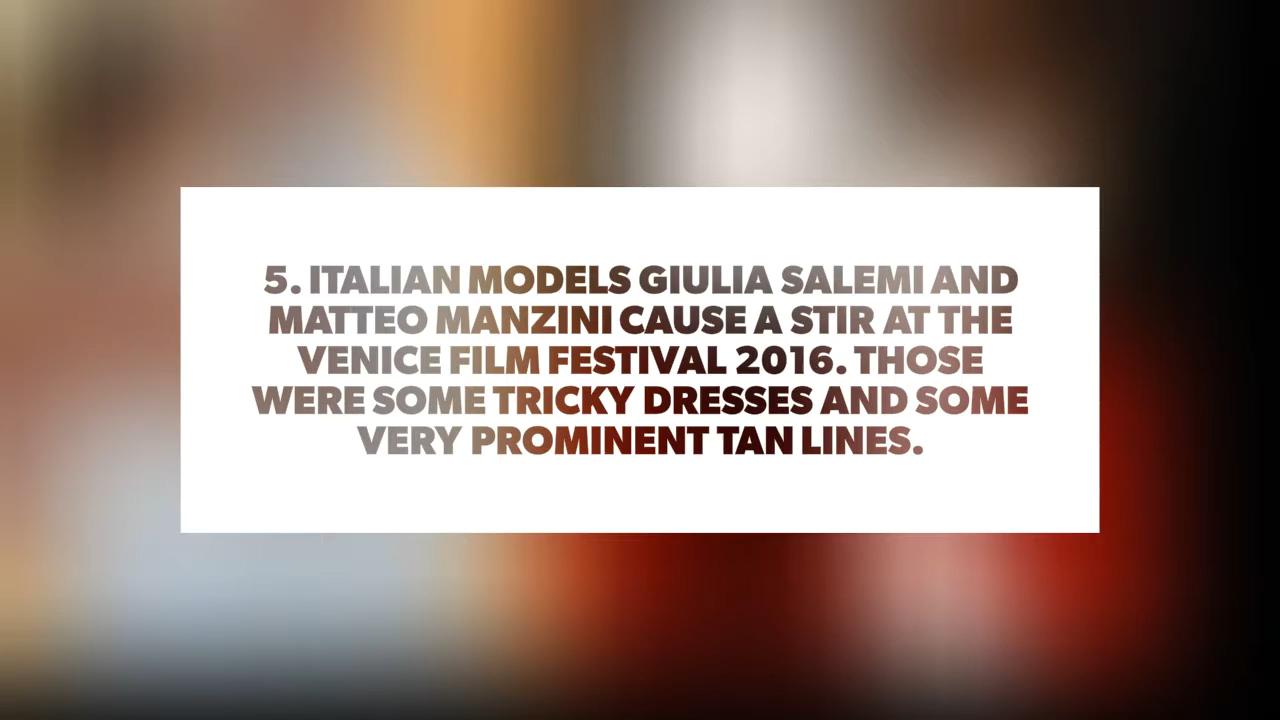 5. ITALIAN MODELS GIULIA SALEMI AND
MATTEO MANZINI CAUSE A STIR AT THE
VENICE FILM FESTIVAL 2016. THOSE
WERE SOME TRICKY DRESSES AND SOME
VERY PROMINENT TAN LINES.